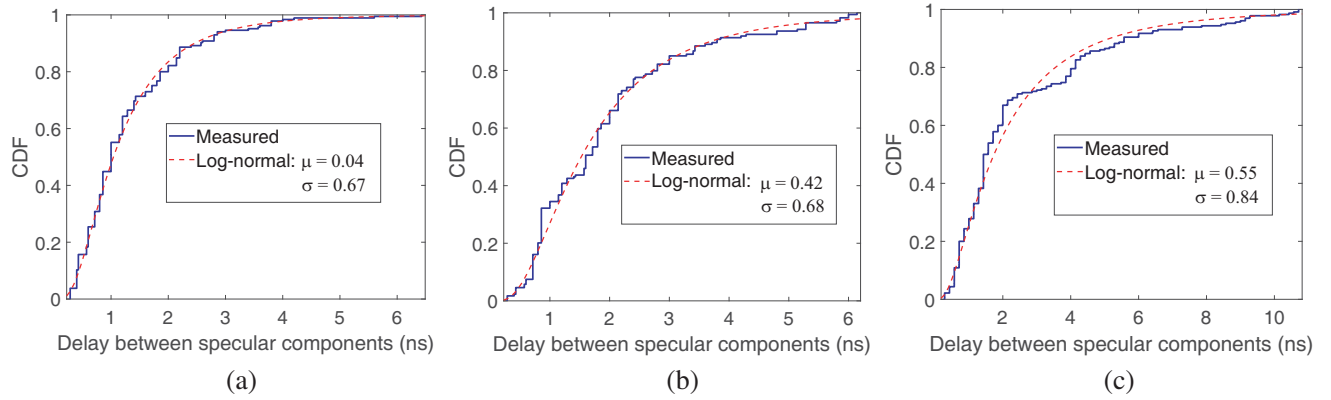 1
0.8
0.6
0.4
0.2
0
CDF
Measured
Log-normal: μ = 0.04
σ = 0.67
1 2 3 4 5 6
Delay between specular components (ns)
(a)
1
0.8
0.6
0.4
0.2
0
CDF
Measured
Log-normal: μ = 0.42
σ = 0.68
1 2 3 4 5 6
Delay between specular components (ns)
(b)
1
0.8
0.6
0.4
0.2
0
CDF
Measured
Log-normal: μ = 0.55
σ = 0.84
2 4 6 8 10
Delay between specular components (ns)
(c)